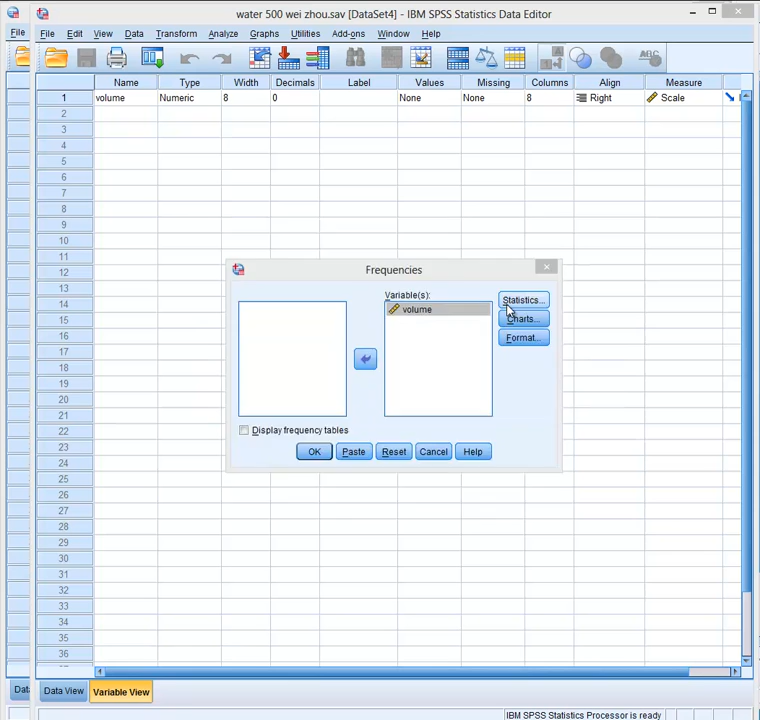 water 500 wei zhou.sav [DataSet4] - IBM SPSS Statistics Data Editor
File
File Edit View Data Transform Analyze Graphs Utilities Add-ons Window Help
Name Type Width Decimals Label Values Missing Columns Align Measure
1 volume Numeric 8 0 None None 8 Right Scale
2
3
4
5
6
7
8
9
10
11
12
13
14
15
16
17
18
19
20
21
22
23
24
25
26
27
28
29
30
31
32
33
34
35
36
Frequencies
Variable(s):
volume
Statistics...
Charts...
Format...
Display frequency tables
OK Paste Reset Cancel Help
Data View Variable View
IBM SPSS Statistics Processor is ready